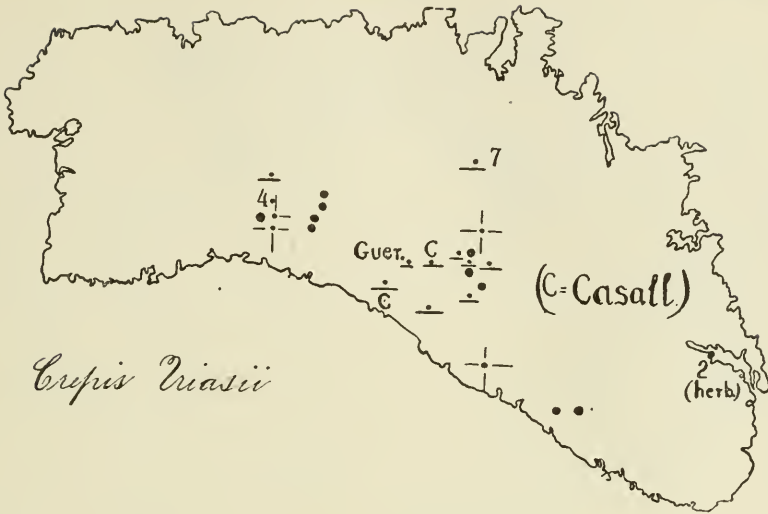 7
4
Guer. C
C
(C=Casall)
2
(herb.)
Crepis Triasii